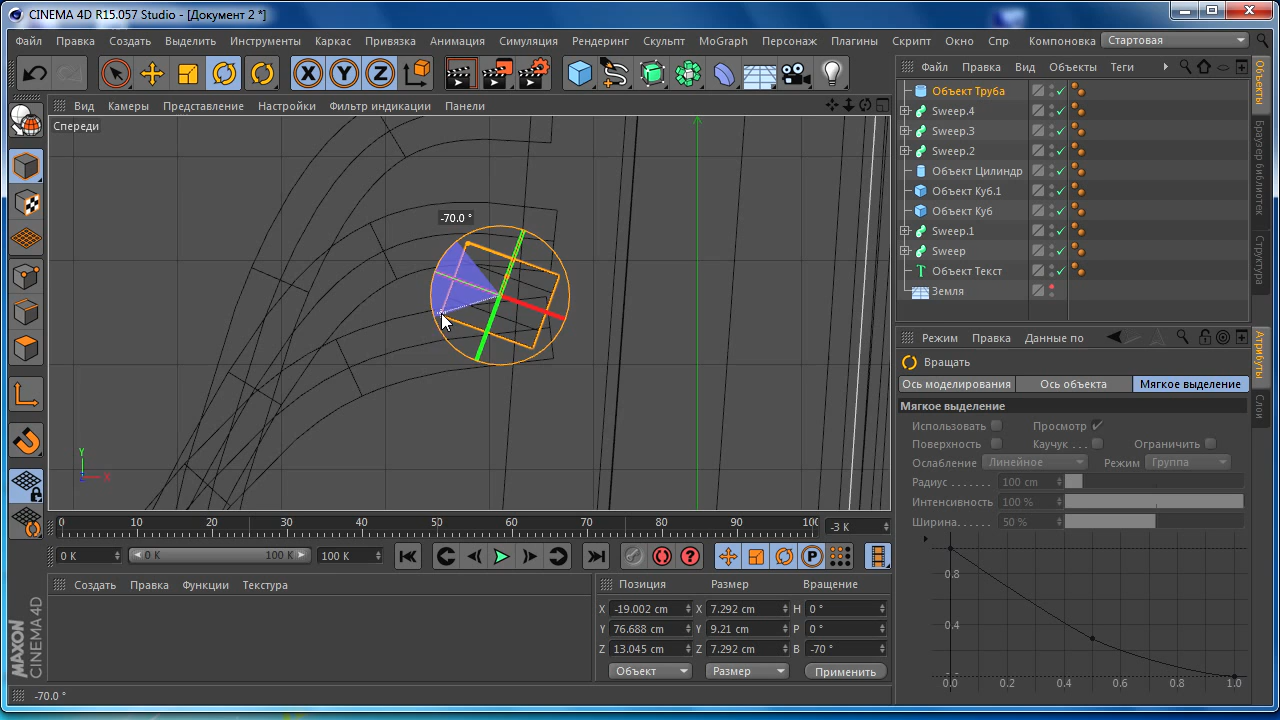 CINEMA 4D R15.057 Studio - [Документ 2 *]
Файл Правка Создать Выделить Инструменты Каркас Привязка Анимация Симуляция Рендеринг Скульпт MoGraph Персонаж Плагины Скрипт Окно Спр Компоновка Стартовая
X Y Z
Файл Правка Вид Объекты Теги
Вид Камеры Представление Настройки Фильтр индикации Панели
Спереди
Объект Труба
Sweep.4
Sweep.3
Sweep.2
Объект Цилиндр
Объект Куб.1
Объект Куб
Sweep.1
Sweep
Объект Текст
Земля
Объекты
Браузер библиотек
Структура
-70.0 °
Y
X
Режим Правка Данные по
Вращать
Ось моделирования Ось объекта Мягкое выделение
Мягкое выделение
Использовать Просмотр
Поверхность Каучук . . . Ограничить
Ослабление Линейное Режим Группа
Радиус . . . . . . . 100 cm
Интенсивность 100 %
Ширина. . . . . . 50 %
0.8
0.4
0.0 0.2 0.4 0.6 0.8 1.0
Атрибуты
Слои
0 10 20 30 40 50 60 70 80 90 100 -3 K
0 K 0 K 100 K 100 K
P
Создать Правка Функции Текстура
Позиция Размер Вращение
X -19.002 cm X 7.292 cm H 0 °
Y 76.688 cm Y 9.21 cm P 0 °
Z 13.045 cm Z 7.292 cm B -70 °
Объект Размер Применить
MAXON
CINEMA 4D
-70.0 °